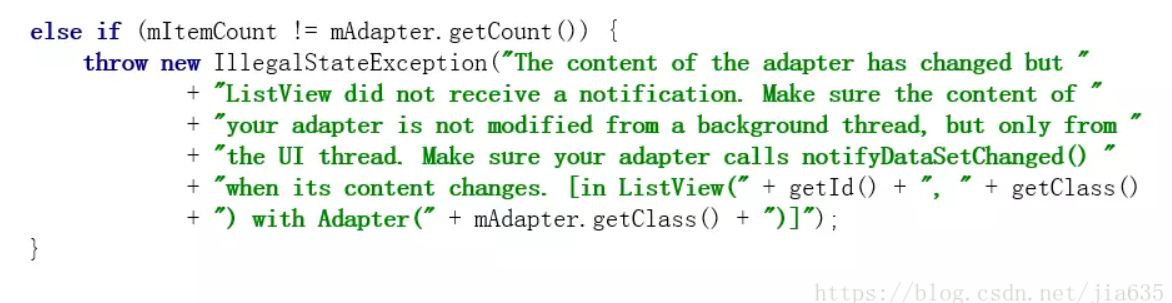 else if (mItemCount != mAdapter.getCount()) {
    throw new IllegalStateException("The content of the adapter has changed but "
            + "ListView did not receive a notification. Make sure the content of "
            + "your adapter is not modified from a background thread, but only from "
            + "the UI thread. Make sure your adapter calls notifyDataSetChanged() "
            + "when its content changes. [in ListView(" + getId() + ", " + getClass()
            + ") with Adapter(" + mAdapter.getClass() + ")]");
}
https://blog.csdn.net/jia635